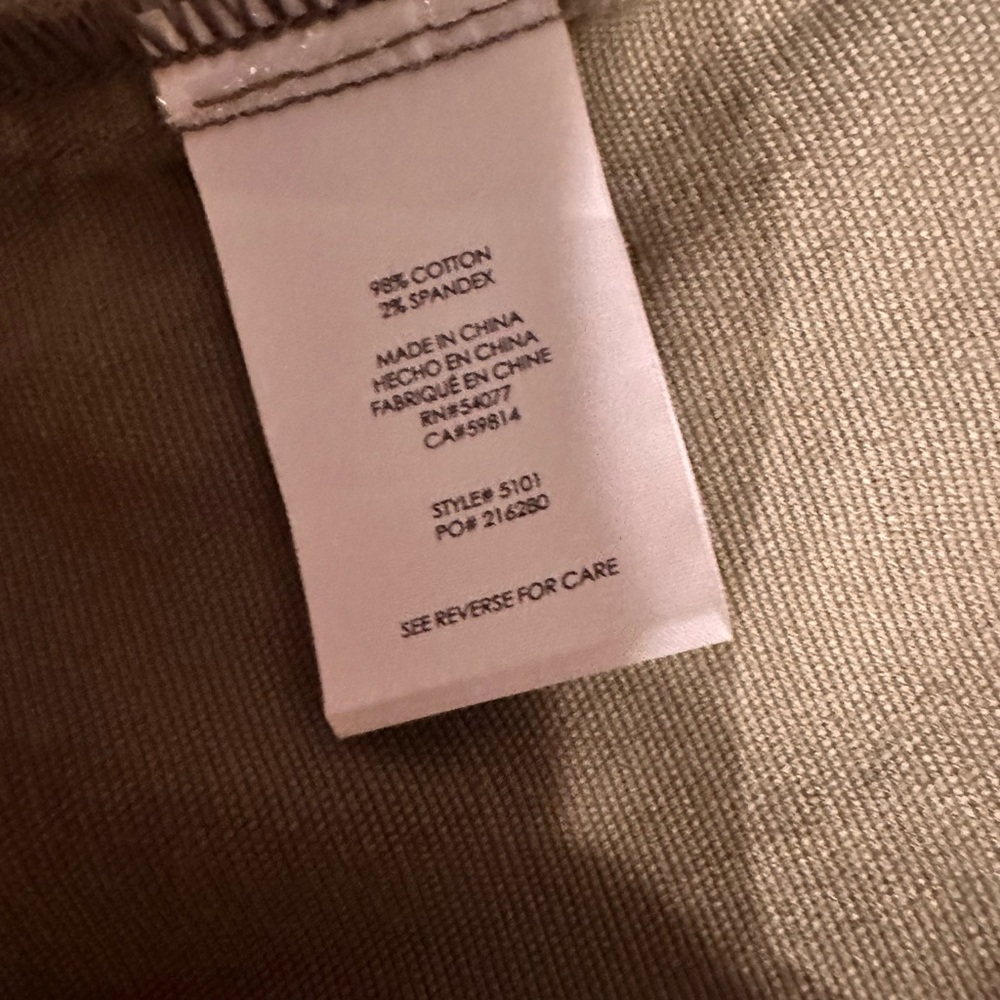 98% COTTON
2% SPANDEX
MADE IN CHINA
HECHO EN CHINA
FABRIQUÉ EN CHINE
RN#54077
CA#59814
STYLE# 5101
PO# 216280
SEE REVERSE FOR CARE